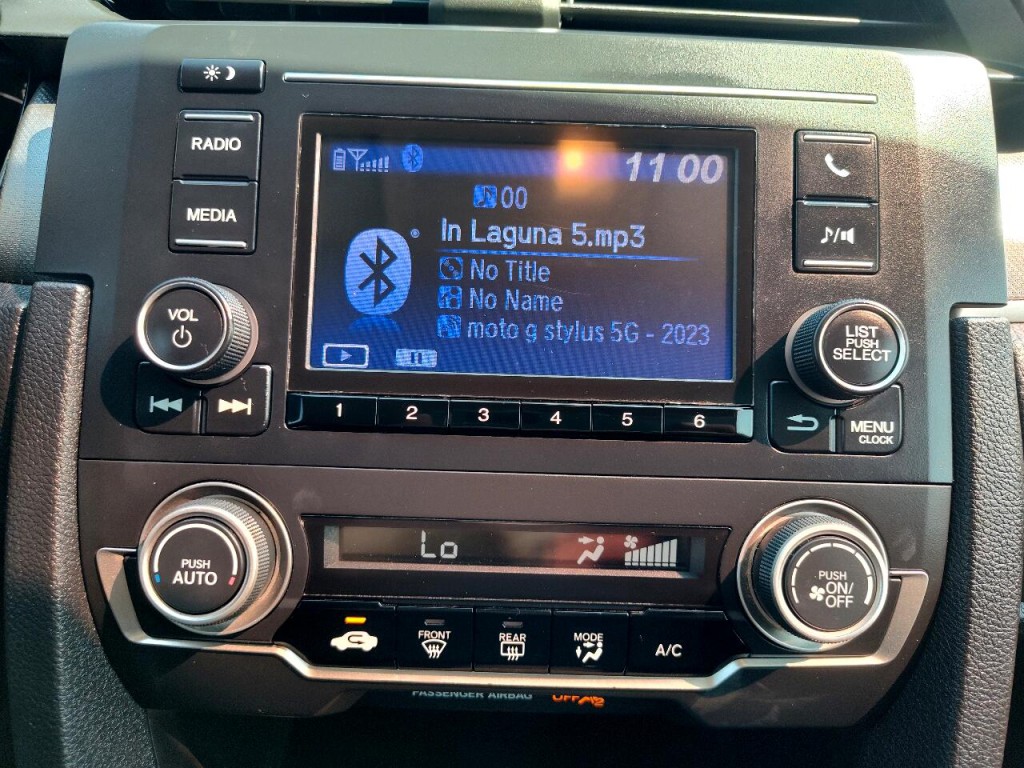 RADIO
MEDIA
VOL
11 00
00
In Laguna 5.mp3
No Title
No Name
moto g stylus 5G - 2023
LIST
PUSH
SELECT
1 2 3 4 5 6
MENU
CLOCK
PUSH
AUTO
Lo
PUSH
ON/
OFF
FRONT
REAR
MODE
A/C
PASSENGER AIRBAG OFF